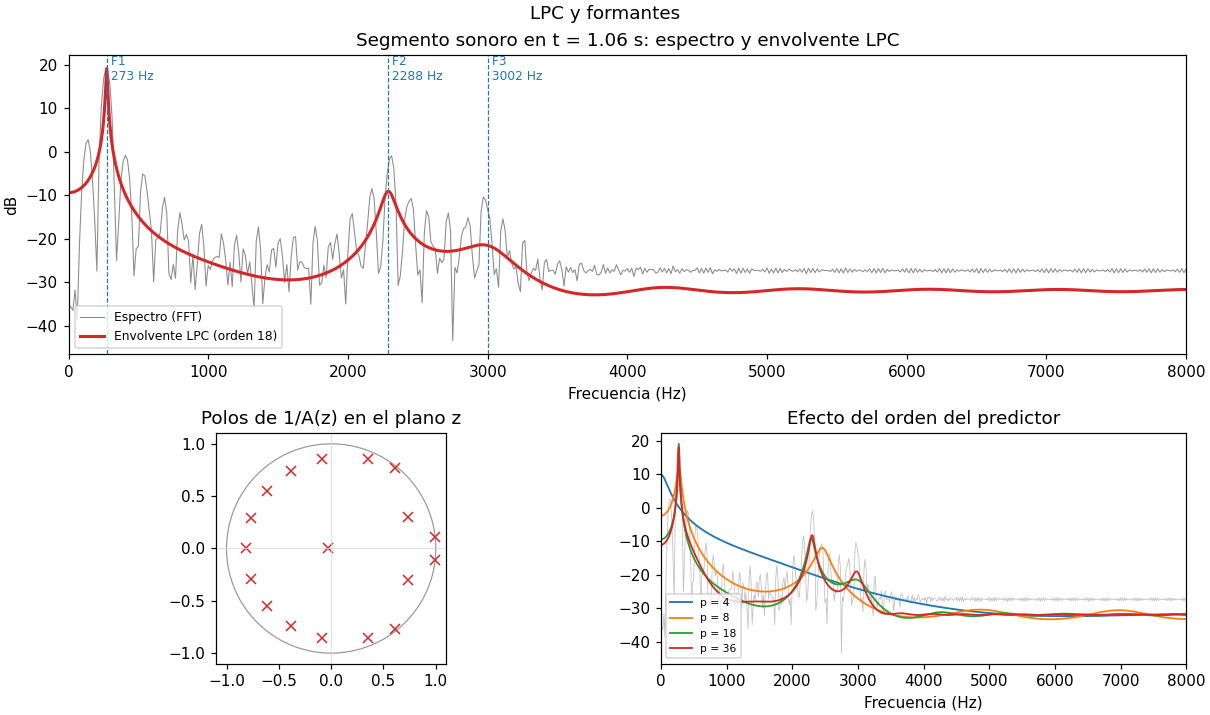 LPC y formantes
Segmento sonoro en t = 1.06 s: espectro y envolvente LPC
F1
273 Hz
F2
2288 Hz
F3
3002 Hz
20
10
0
−10
−20
−30
−40
dB
Espectro (FFT)
Envolvente LPC (orden 18)
0 1000 2000 3000 4000 5000 6000 7000 8000
Frecuencia (Hz)
Polos de 1/A(z) en el plano z
1.0
0.5
0.0
−0.5
−1.0
−1.0 −0.5 0.0 0.5 1.0
Efecto del orden del predictor
20
10
0
−10
−20
−30
−40
p = 4
p = 8
p = 18
p = 36
0 1000 2000 3000 4000 5000 6000 7000 8000
Frecuencia (Hz)